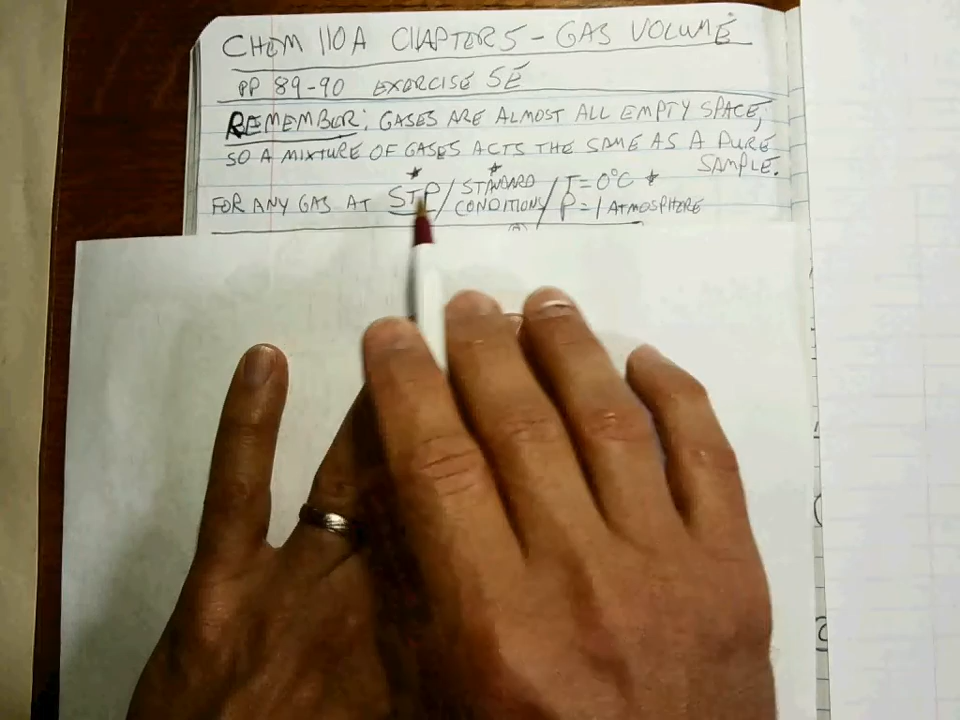 CHEM 110A CHAPTER 5 - GAS VOLUME
PP 89-90 EXERCISE 5E
REMEMBER: GASES ARE ALMOST ALL EMPTY SPACE,
SO A MIXTURE OF GASES ACTS THE SAME AS A PURE
SAMPLE.
FOR ANY GAS AT STP / STANDARD CONDITIONS / T = 0°C P = 1 ATMOSPHERE